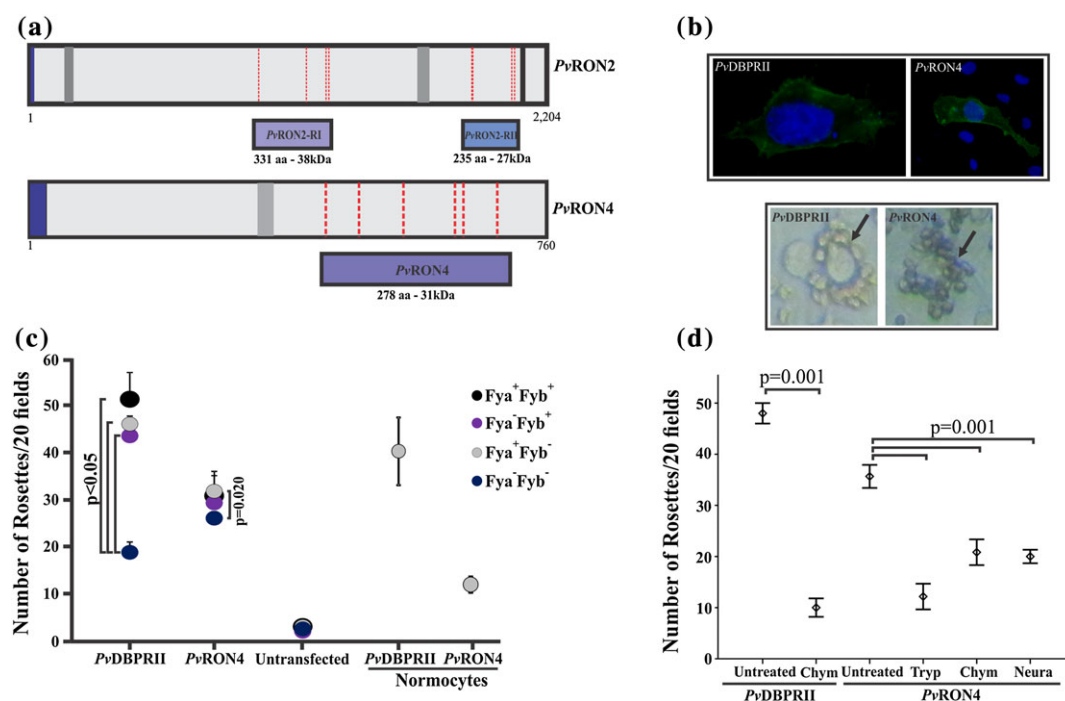 (a)
PvRON2
1
2,204
PvRON2-RI
PvRON2-RII
331 aa - 38kDa
235 aa - 27kDa
PvRON4
1
760
PvRON4
278 aa - 31kDa
(b)
PvDBPRII
PvRON4
PvDBPRII
PvRON4
(c)
Number of Rosettes/20 fields
60
50
40
30
20
10
0
p<0.05
p=0.020
Fya+Fyb+
Fya-Fyb+
Fya+Fyb-
Fya-Fyb-
PvDBPRII
PvRON4
Untransfected
PvDBPRII
PvRON4
Normocytes
(d)
Number of Rosettes/20 fields
50
40
30
20
10
0
p=0.001
p=0.001
Untreated
Chym
Untreated
Tryp
Chym
Neura
PvDBPRII
PvRON4